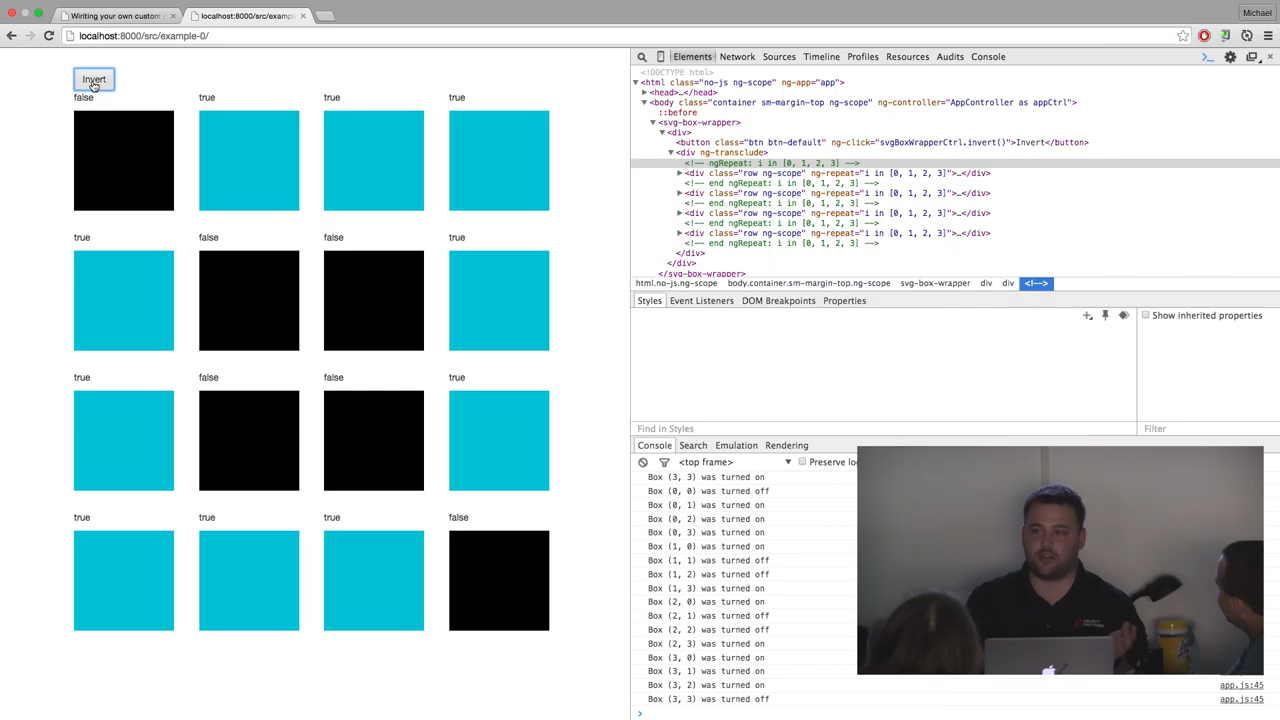 Wiriting your own custom
localhost:8000/src/exampl
Michael
localhost:8000/src/example-0/
Invert
false true true true
true false false true
true false false true
true true true false
Elements Network Sources Timeline Profiles Resources Audits Console
<!DOCTYPE html>
<html class="no-js ng-scope" ng-app="app">
<head>…</head>
<body class="container sm-margin-top ng-scope" ng-controller="AppController as appCtrl">
::before
<svg-box-wrapper>
<div>
<button class="btn btn-default" ng-click="svgBoxWrapperCtrl.invert()">Invert</button>
<div ng-transclude>
<!-- ngRepeat: i in [0, 1, 2, 3] -->
<div class="row ng-scope" ng-repeat="i in [0, 1, 2, 3]">…</div>
<!-- end ngRepeat: i in [0, 1, 2, 3] -->
<div class="row ng-scope" ng-repeat="i in [0, 1, 2, 3]">…</div>
<!-- end ngRepeat: i in [0, 1, 2, 3] -->
<div class="row ng-scope" ng-repeat="i in [0, 1, 2, 3]">…</div>
<!-- end ngRepeat: i in [0, 1, 2, 3] -->
<div class="row ng-scope" ng-repeat="i in [0, 1, 2, 3]">…</div>
<!-- end ngRepeat: i in [0, 1, 2, 3] -->
</div>
</div>
</svg-box-wrapper>
html.no-js.ng-scope body.container.sm-margin-top.ng-scope svg-box-wrapper div div <!-->
Styles Event Listeners DOM Breakpoints Properties
Show inherited properties
Find in Styles
Filter
Console Search Emulation Rendering
<top frame> Preserve log
Box (3, 3) was turned on
Box (0, 0) was turned off
Box (0, 1) was turned on
Box (0, 2) was turned on
Box (0, 3) was turned on
Box (1, 0) was turned on
Box (1, 1) was turned off
Box (1, 2) was turned off
Box (1, 3) was turned on
Box (2, 0) was turned on
Box (2, 1) was turned off
Box (2, 2) was turned off
Box (2, 3) was turned on
Box (3, 0) was turned on
Box (3, 1) was turned on
Box (3, 2) was turned on app.js:45
Box (3, 3) was turned off app.js:45